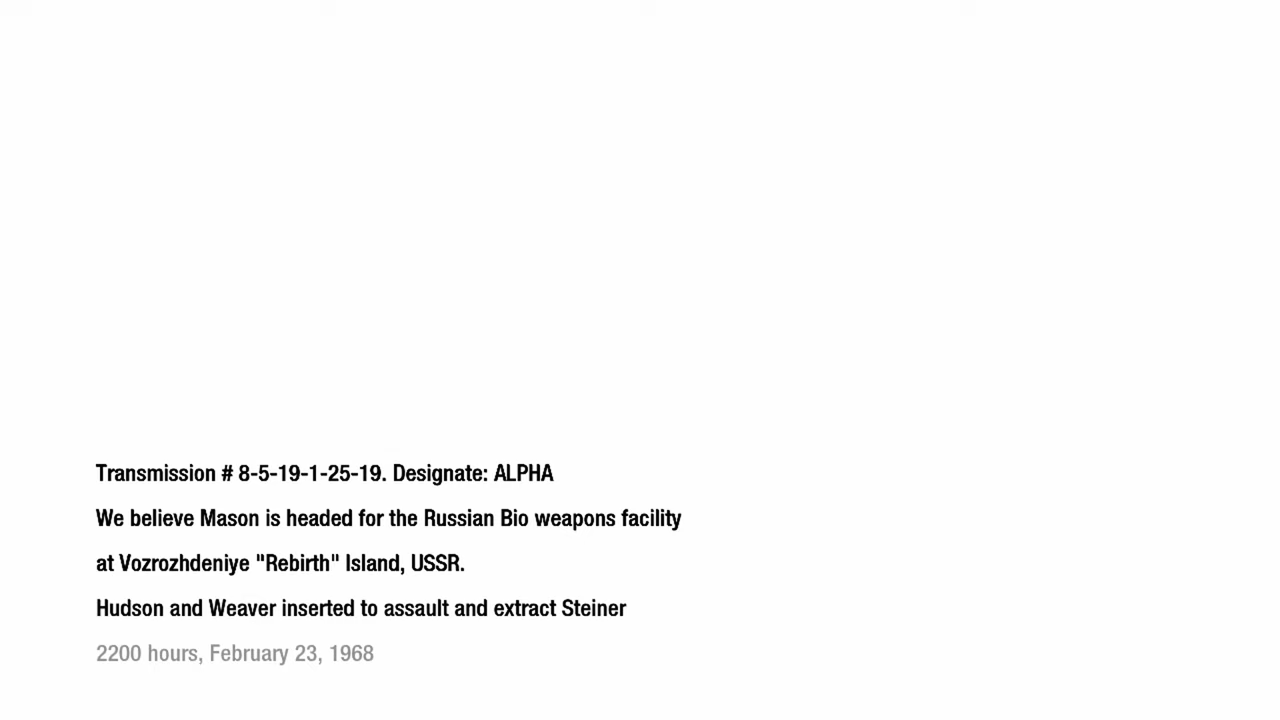 Transmission # 8-5-19-1-25-19. Designate: ALPHA
We believe Mason is headed for the Russian Bio weapons facility
at Vozrozhdeniye "Rebirth" Island, USSR.
Hudson and Weaver inserted to assault and extract Steiner
2200 hours, February 23, 1968